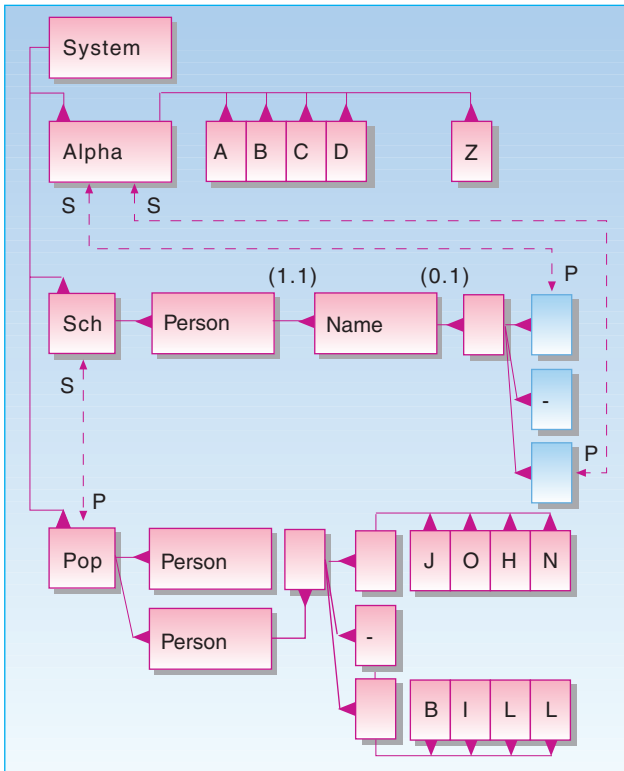 System
Alpha
A B C D Z
S S
P
(1.1) (0.1)
Sch Person Name
-
S
P
P
Pop Person
J O H N
Person
-
B I L L